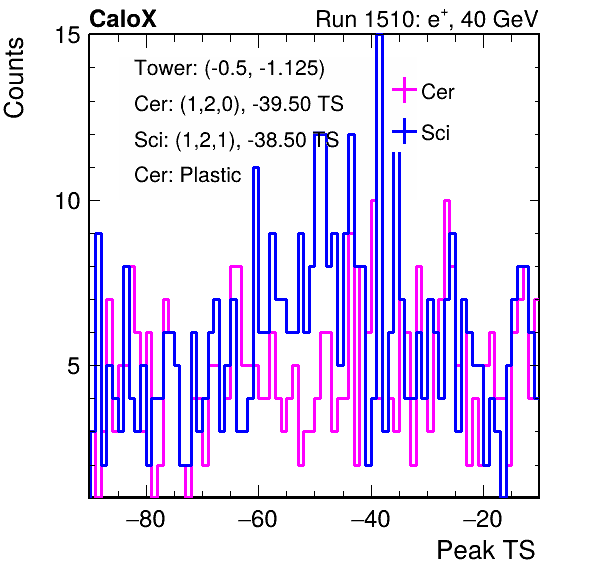 CaloX Run 1510: e⁺, 40 GeV
Counts
15
10
5
Tower: (-0.5, -1.125)
Cer: (1,2,0), -39.50 TS
Sci: (1,2,1), -38.50 TS
Cer: Plastic
Cer
Sci
−80 −60 −40 −20
Peak TS